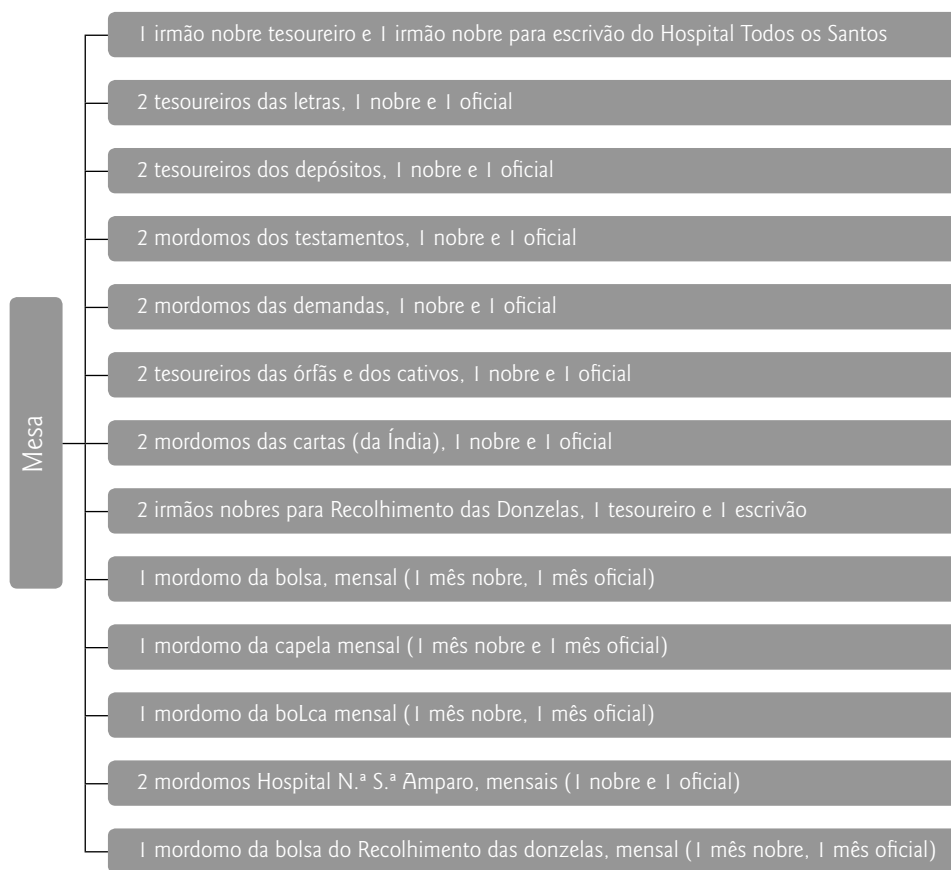 1 irmão nobre tesoureiro e 1 irmão nobre para escrivão do Hospital Todos os Santos
2 tesoureiros das letras, 1 nobre e 1 oficial
2 tesoureiros dos depósitos, 1 nobre e 1 oficial
2 mordomos dos testamentos, 1 nobre e 1 oficial
2 mordomos das demandas, 1 nobre e 1 oficial
2 tesoureiros das órfãs e dos cativos, 1 nobre e 1 oficial
Mesa
2 mordomos das cartas (da Índia), 1 nobre e 1 oficial
2 irmãos nobres para Recolhimento das Donzelas, 1 tesoureiro e 1 escrivão
1 mordomo da bolsa, mensal (1 mês nobre, 1 mês oficial)
1 mordomo da capela mensal (1 mês nobre e 1 mês oficial)
1 mordomo da boLca mensal (1 mês nobre, 1 mês oficial)
2 mordomos Hospital N.ª S.ª Amparo, mensais (1 nobre e 1 oficial)
1 mordomo da bolsa do Recolhimento das donzelas, mensal (1 mês nobre, 1 mês oficial)